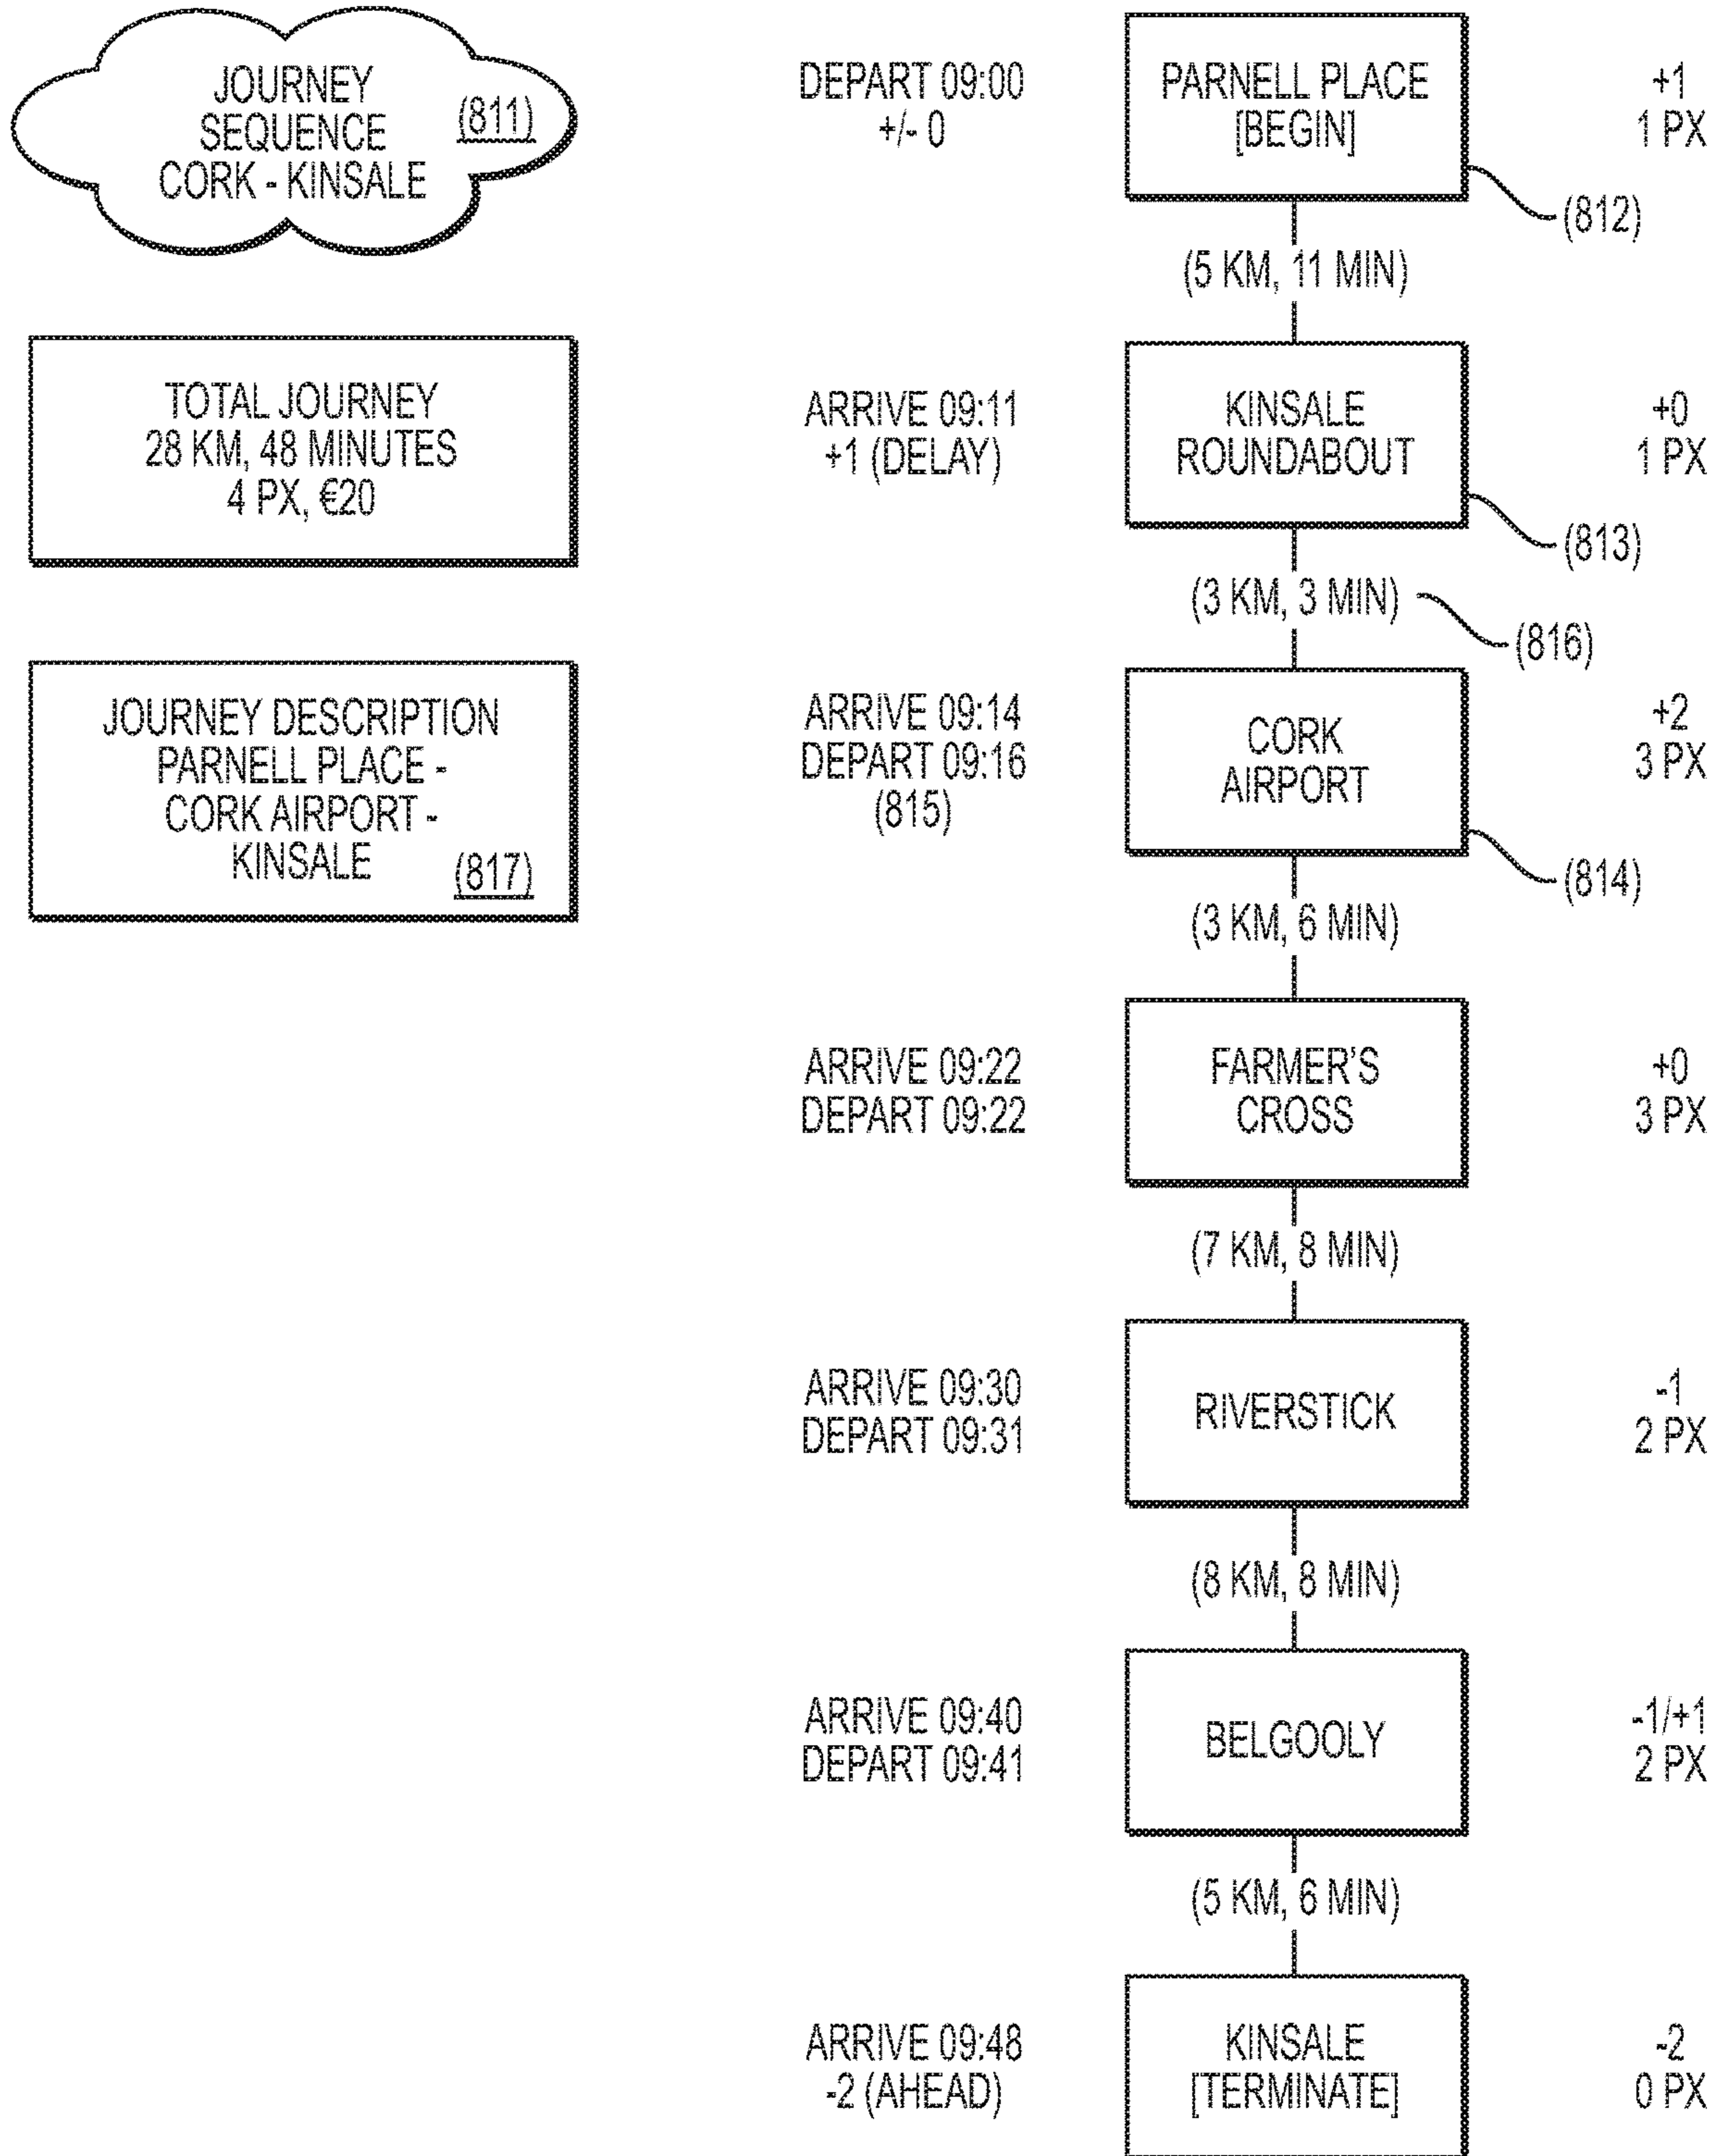 JOURNEY
SEQUENCE
CORK - KINSALE
(811)
TOTAL JOURNEY
28 KM, 48 MINUTES
4 PX, €20
JOURNEY DESCRIPTION
PARNELL PLACE -
CORK AIRPORT -
KINSALE
(817)
DEPART 09:00
+/- 0
PARNELL PLACE
[BEGIN]
+1
1 PX
(812)
(5 KM, 11 MIN)
ARRIVE 09:11
+1 (DELAY)
KINSALE
ROUNDABOUT
+0
1 PX
(813)
(3 KM, 3 MIN)
(816)
ARRIVE 09:14
DEPART 09:16
(815)
CORK
AIRPORT
+2
3 PX
(814)
(3 KM, 6 MIN)
ARRIVE 09:22
DEPART 09:22
FARMER'S
CROSS
+0
3 PX
(7 KM, 8 MIN)
ARRIVE 09:30
DEPART 09:31
RIVERSTICK
-1
2 PX
(8 KM, 8 MIN)
ARRIVE 09:40
DEPART 09:41
BELGOOLY
-1/+1
2 PX
(5 KM, 6 MIN)
ARRIVE 09:48
-2 (AHEAD)
KINSALE
[TERMINATE]
-2
0 PX